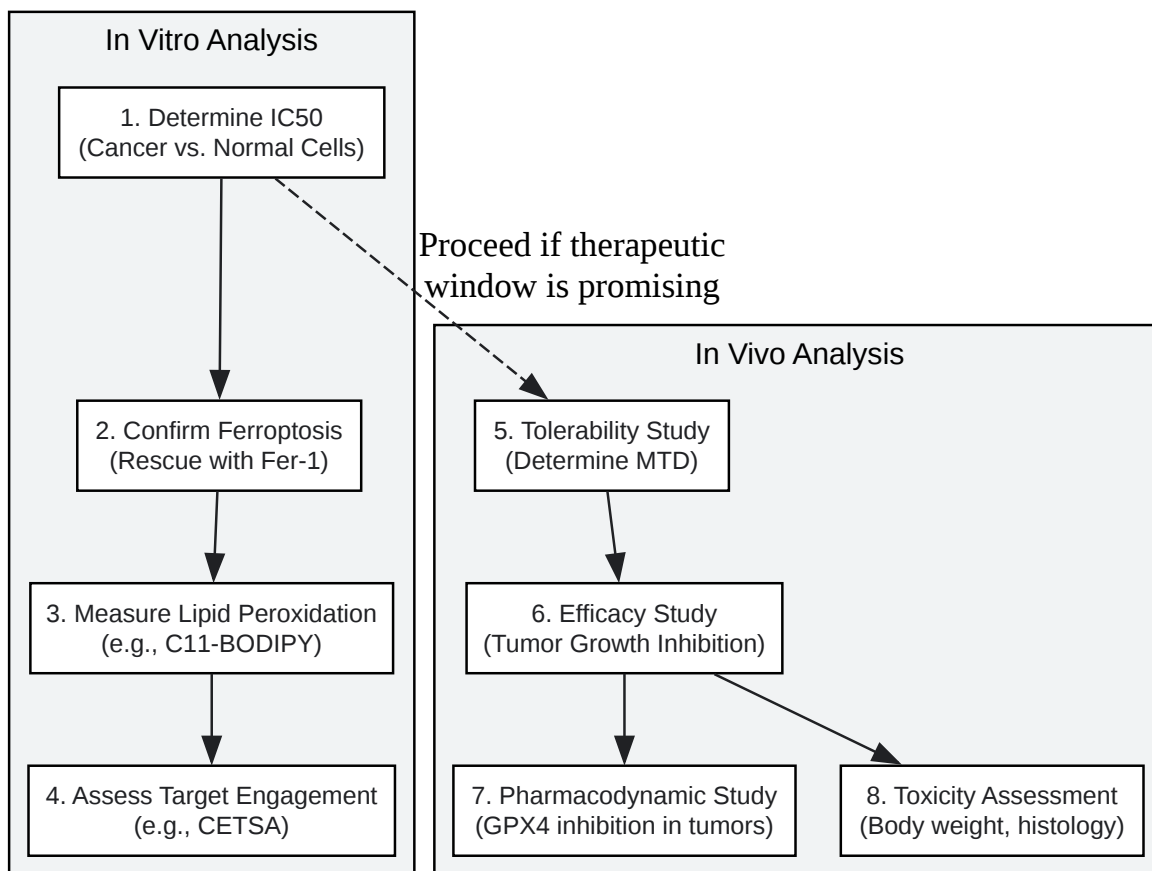 In Vitro Analysis
1. Determine IC50
(Cancer vs. Normal Cells)
Proceed if therapeutic
window is promising
In Vivo Analysis
2. Confirm Ferroptosis
(Rescue with Fer-1)
5. Tolerability Study
(Determine MTD)
3. Measure Lipid Peroxidation
(e.g., C11-BODIPY)
6. Efficacy Study
(Tumor Growth Inhibition)
4. Assess Target Engagement
(e.g., CETSA)
7. Pharmacodynamic Study
(GPX4 inhibition in tumors)
8. Toxicity Assessment
(Body weight, histology)